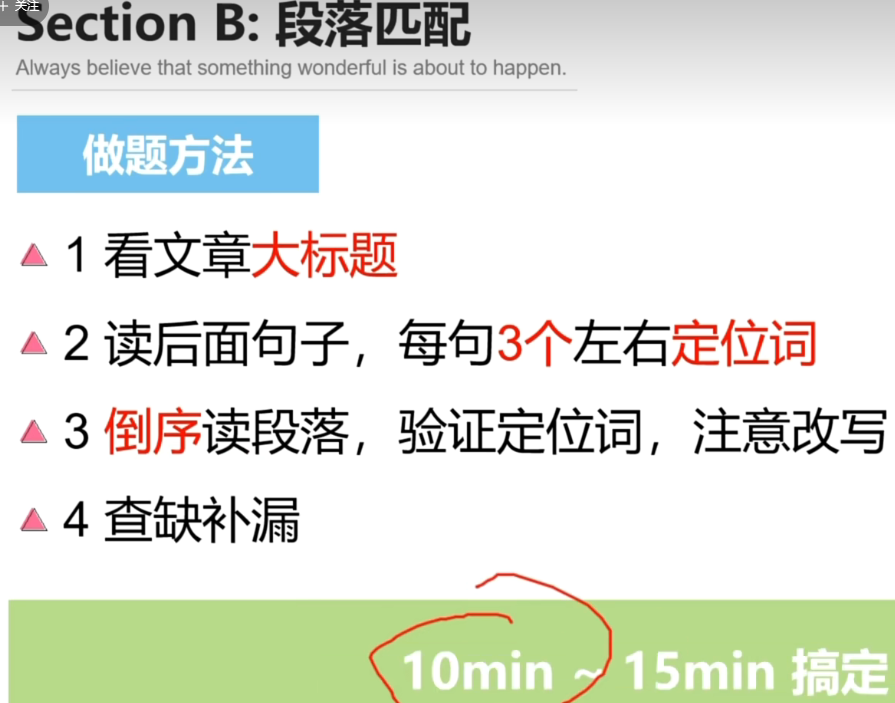 + 关注
Section B: 段落匹配
Always believe that something wonderful is about to happen.
做题方法
1 看文章大标题
2 读后面句子，每句3个左右定位词
3 倒序读段落，验证定位词，注意改写
4 查缺补漏
10min ~ 15min 搞定